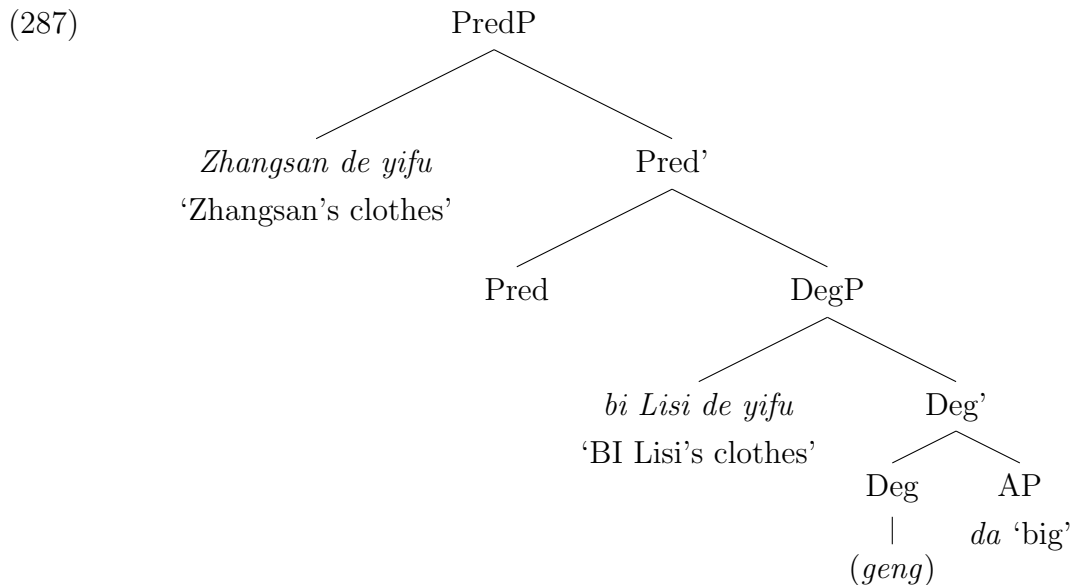 (287) PredP
Zhangsan de yifu Pred’
‘Zhangsan’s clothes’
Pred DegP
bi Lisi de yifu Deg’
‘BI Lisi’s clothes’
Deg AP
da ‘big’
(geng)